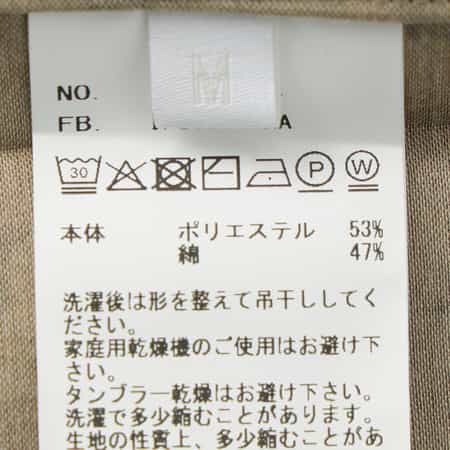 M
NO.
FB. A
30 P W
本体 ポリエステル 53%
綿 47%
洗濯後は形を整えて吊干ししてく
ださい。
家庭用乾燥機のご使用はお避け下
さい。
タンブラー乾燥はお避け下さい。
洗濯で多少縮むことがあります。
生地の性質上、多少縮むことがあ